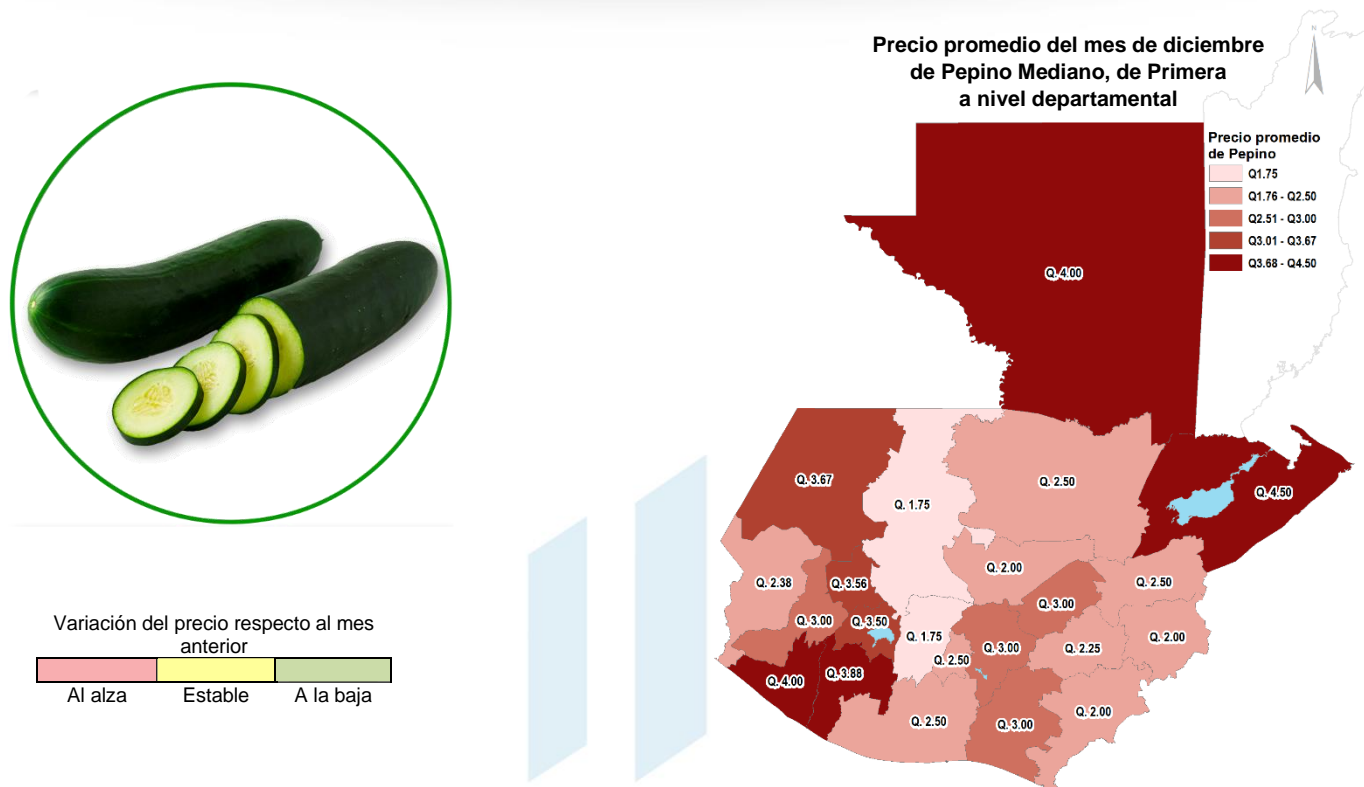 Precio promedio del mes de diciembre
de Pepino Mediano, de Primera
a nivel departamental
N
Precio promedio
de Pepino
Q1.75
Q1.76 - Q2.50
Q2.51 - Q3.00
Q3.01 - Q3.67
Q3.68 - Q4.50
Q. 4.00
Q. 3.67
Q. 1.75
Q. 2.50
Q. 4.50
Q. 2.38
Q. 3.56
Q. 2.00
Q. 2.50
Q. 3.00
Q. 3.00
Q. 3.50
Q. 1.75
Q. 3.00
Q. 2.25
Q. 2.00
Q. 2.50
Q. 4.00
Q. 3.88
Q. 2.50
Q. 3.00
Q. 2.00
Variación del precio respecto al mes
anterior
Al alza Estable A la baja